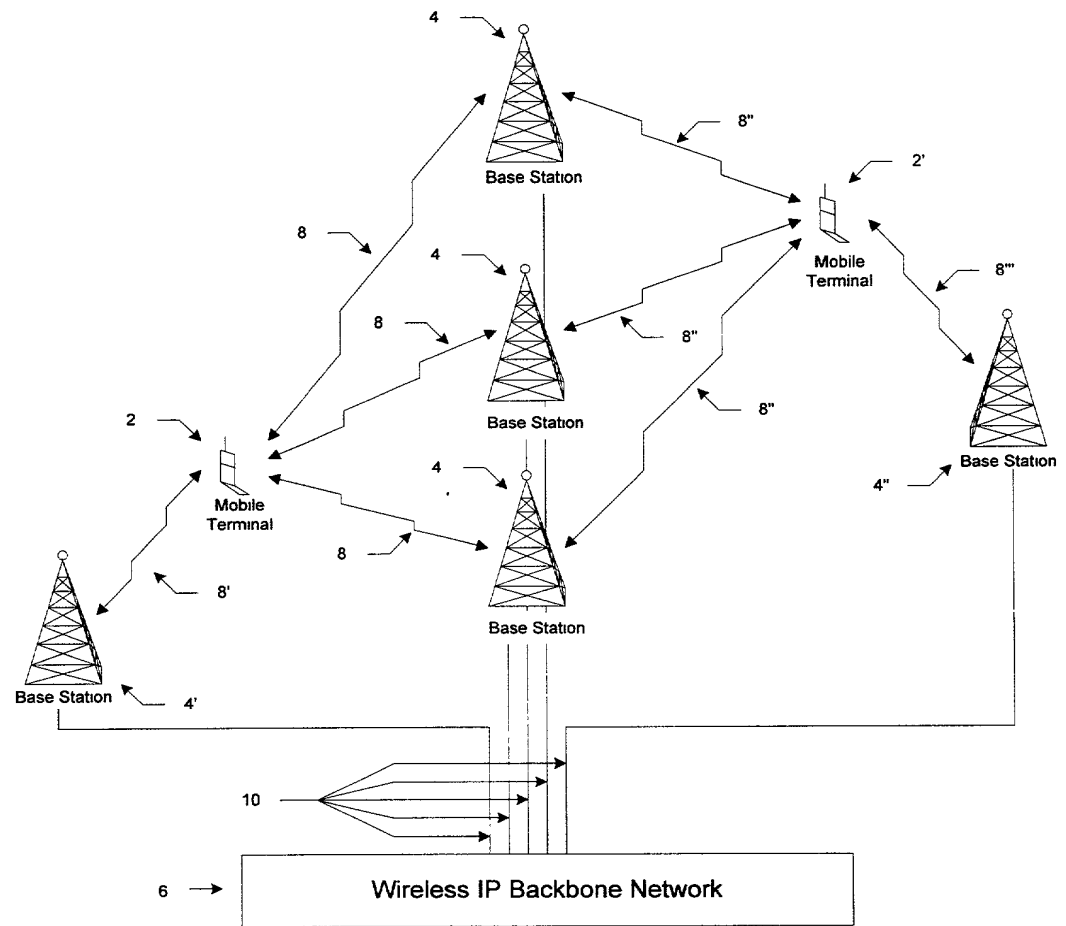 4
Base Station
8"
2'
Mobile
Terminal
8
4
8'''
8
8"
Base Station
8"
2
4
Base Station
4"
Mobile
Terminal
8
8'
Base Station
Base Station
4'
10
6
Wireless IP Backbone Network